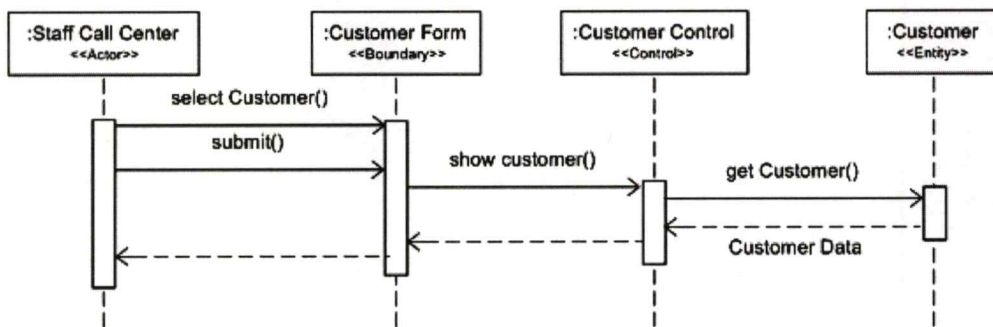 :Staff Call Center
<<Actor>>
:Customer Form
<<Boundary>>
:Customer Control
<<Control>>
:Customer
<<Entity>>
select Customer()
submit()
show customer()
get Customer()
Customer Data